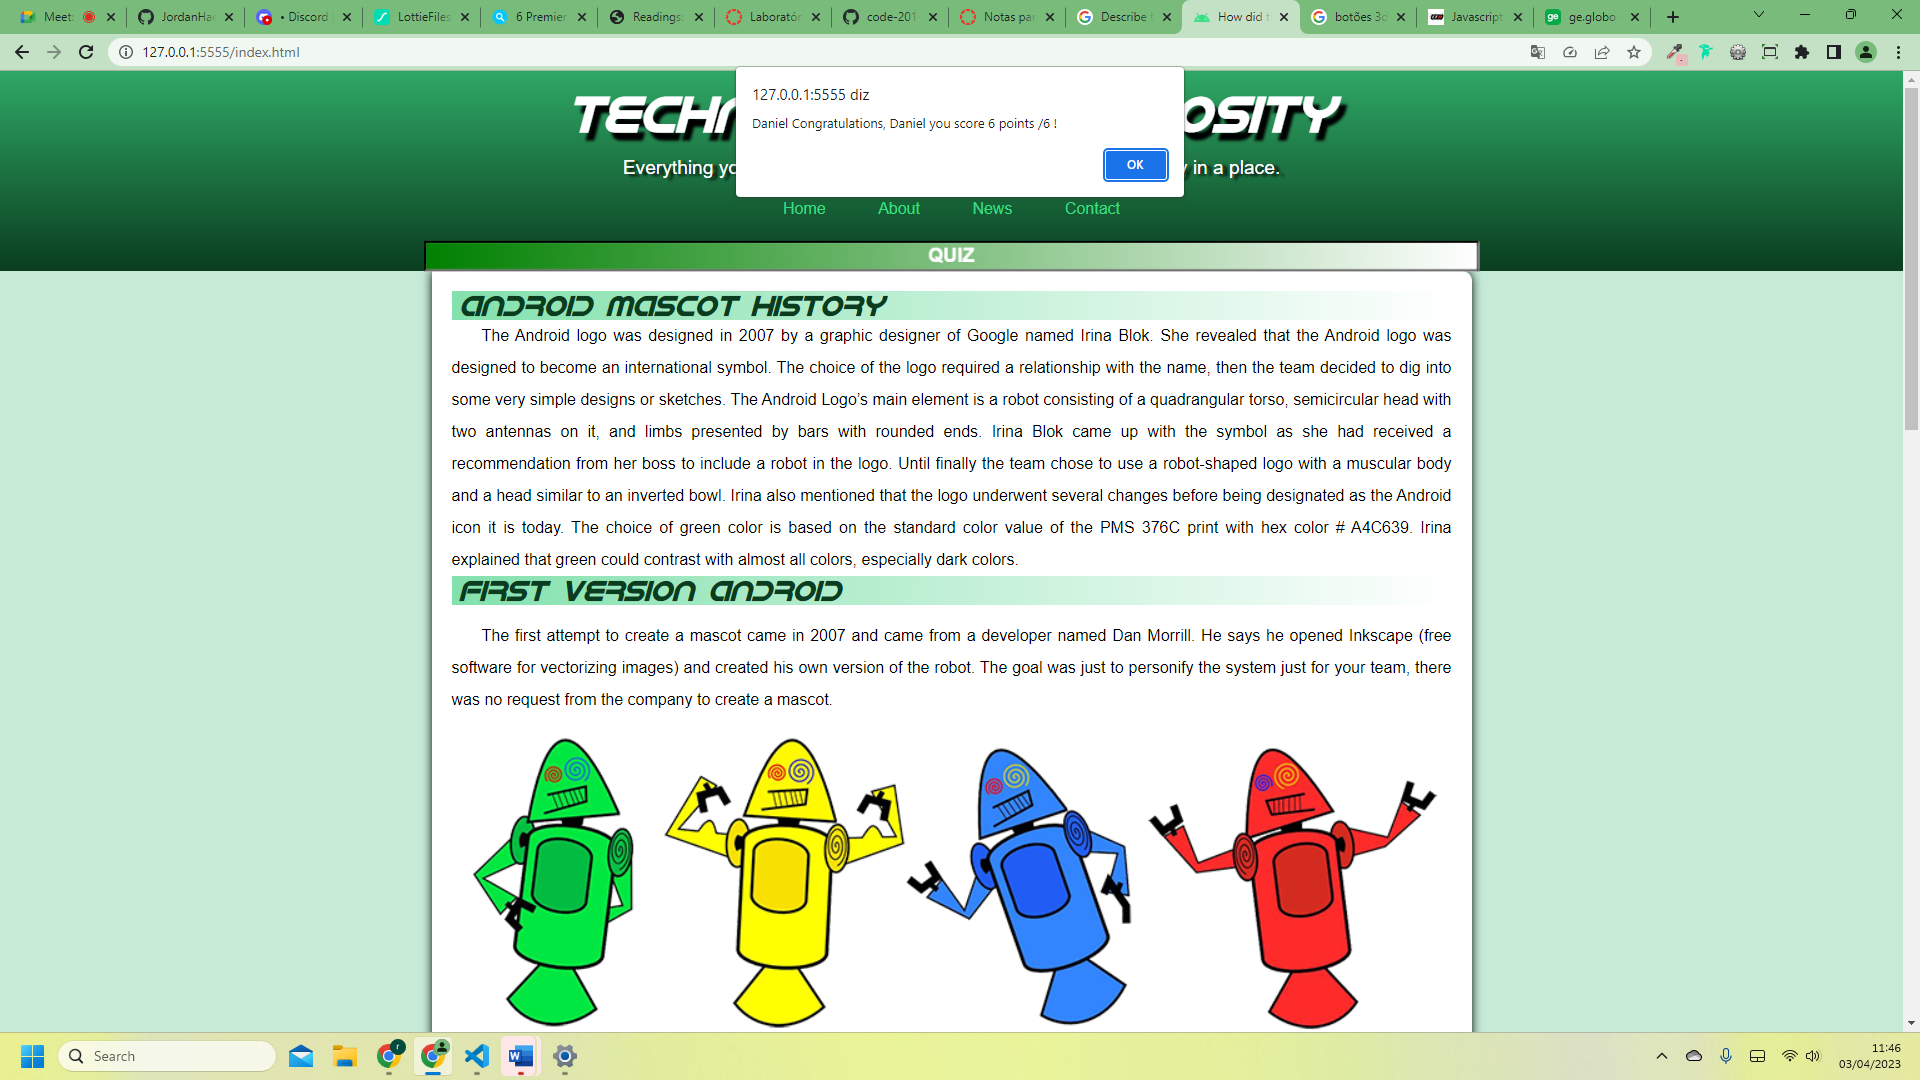 Meet: JordanHa • Discord LottieFiles 6 Premier Readings: Laboratór code-201 Notas par Describe t How did t botões 3d Javascript ge.globo
127.0.0.1:5555/index.html
127.0.0.1:5555 diz
TECH OSITY
Daniel Congratulations, Daniel you score 6 points /6 !
OK
Everything yo y in a place.
Home About News Contact
QUIZ
ANDROID MASCOT HISTORY
The Android logo was designed in 2007 by a graphic designer of Google named Irina Blok. She revealed that the Android logo was
designed to become an international symbol. The choice of the logo required a relationship with the name, then the team decided to dig into
some very simple designs or sketches. The Android Logo’s main element is a robot consisting of a quadrangular torso, semicircular head with
two antennas on it, and limbs presented by bars with rounded ends. Irina Blok came up with the symbol as she had received a
recommendation from her boss to include a robot in the logo. Until finally the team chose to use a robot-shaped logo with a muscular body
and a head similar to an inverted bowl. Irina also mentioned that the logo underwent several changes before being designated as the Android
icon it is today. The choice of green color is based on the standard color value of the PMS 376C print with hex color # A4C639. Irina
explained that green could contrast with almost all colors, especially dark colors.
FIRST VERSION ANDROID
The first attempt to create a mascot came in 2007 and came from a developer named Dan Morrill. He says he opened Inkscape (free
software for vectorizing images) and created his own version of the robot. The goal was just to personify the system just for your team, there
was no request from the company to create a mascot.
Search
11:46
03/04/2023